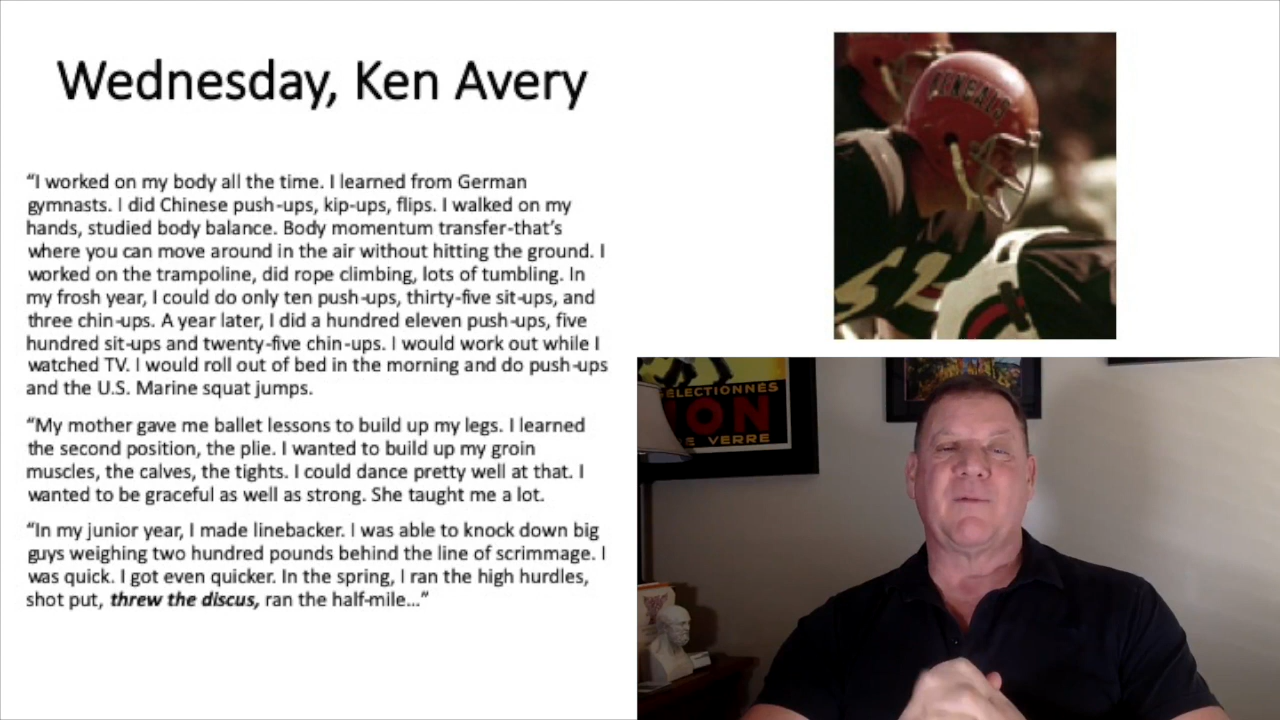 Wednesday, Ken Avery
BENGALS
“I worked on my body all the time. I learned from German
gymnasts. I did Chinese push-ups, kip-ups, flips. I walked on my
hands, studied body balance. Body momentum transfer-that’s
where you can move around in the air without hitting the ground. I
worked on the trampoline, did rope climbing, lots of tumbling. In
my frosh year, I could do only ten push-ups, thirty-five sit-ups, and
three chin-ups. A year later, I did a hundred eleven push-ups, five
hundred sit-ups and twenty-five chin-ups. I would work out while I
watched TV. I would roll out of bed in the morning and do push-ups
and the U.S. Marine squat jumps.
“My mother gave me ballet lessons to build up my legs. I learned
the second position, the plie. I wanted to build up my groin
muscles, the calves, the tights. I could dance pretty well at that. I
wanted to be graceful as well as strong. She taught me a lot.
“In my junior year, I made linebacker. I was able to knock down big
guys weighing two hundred pounds behind the line of scrimmage. I
was quick. I got even quicker. In the spring, I ran the high hurdles,
shot put, threw the discus, ran the half-mile…”
ÉLECTIONNÉS
ION
E VERRE